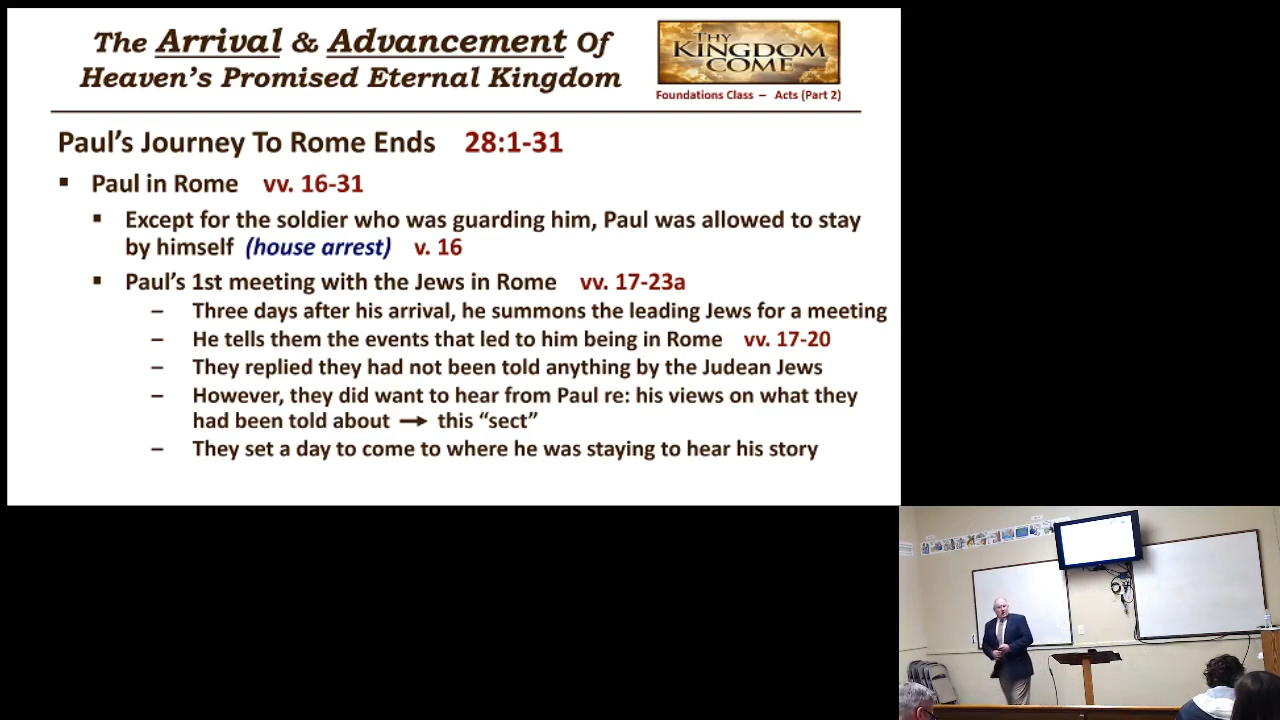 The Arrival & Advancement Of
Heaven's Promised Eternal Kingdom
THY
KINGDOM
COME
Foundations Class – Acts (Part 2)
Paul's Journey To Rome Ends 28:1-31
▪ Paul in Rome vv. 16-31
▪ Except for the soldier who was guarding him, Paul was allowed to stay
by himself (house arrest) v. 16
▪ Paul's 1st meeting with the Jews in Rome vv. 17-23a
– Three days after his arrival, he summons the leading Jews for a meeting
– He tells them the events that led to him being in Rome vv. 17-20
– They replied they had not been told anything by the Judean Jews
– However, they did want to hear from Paul re: his views on what they
had been told about → this “sect”
– They set a day to come to where he was staying to hear his story